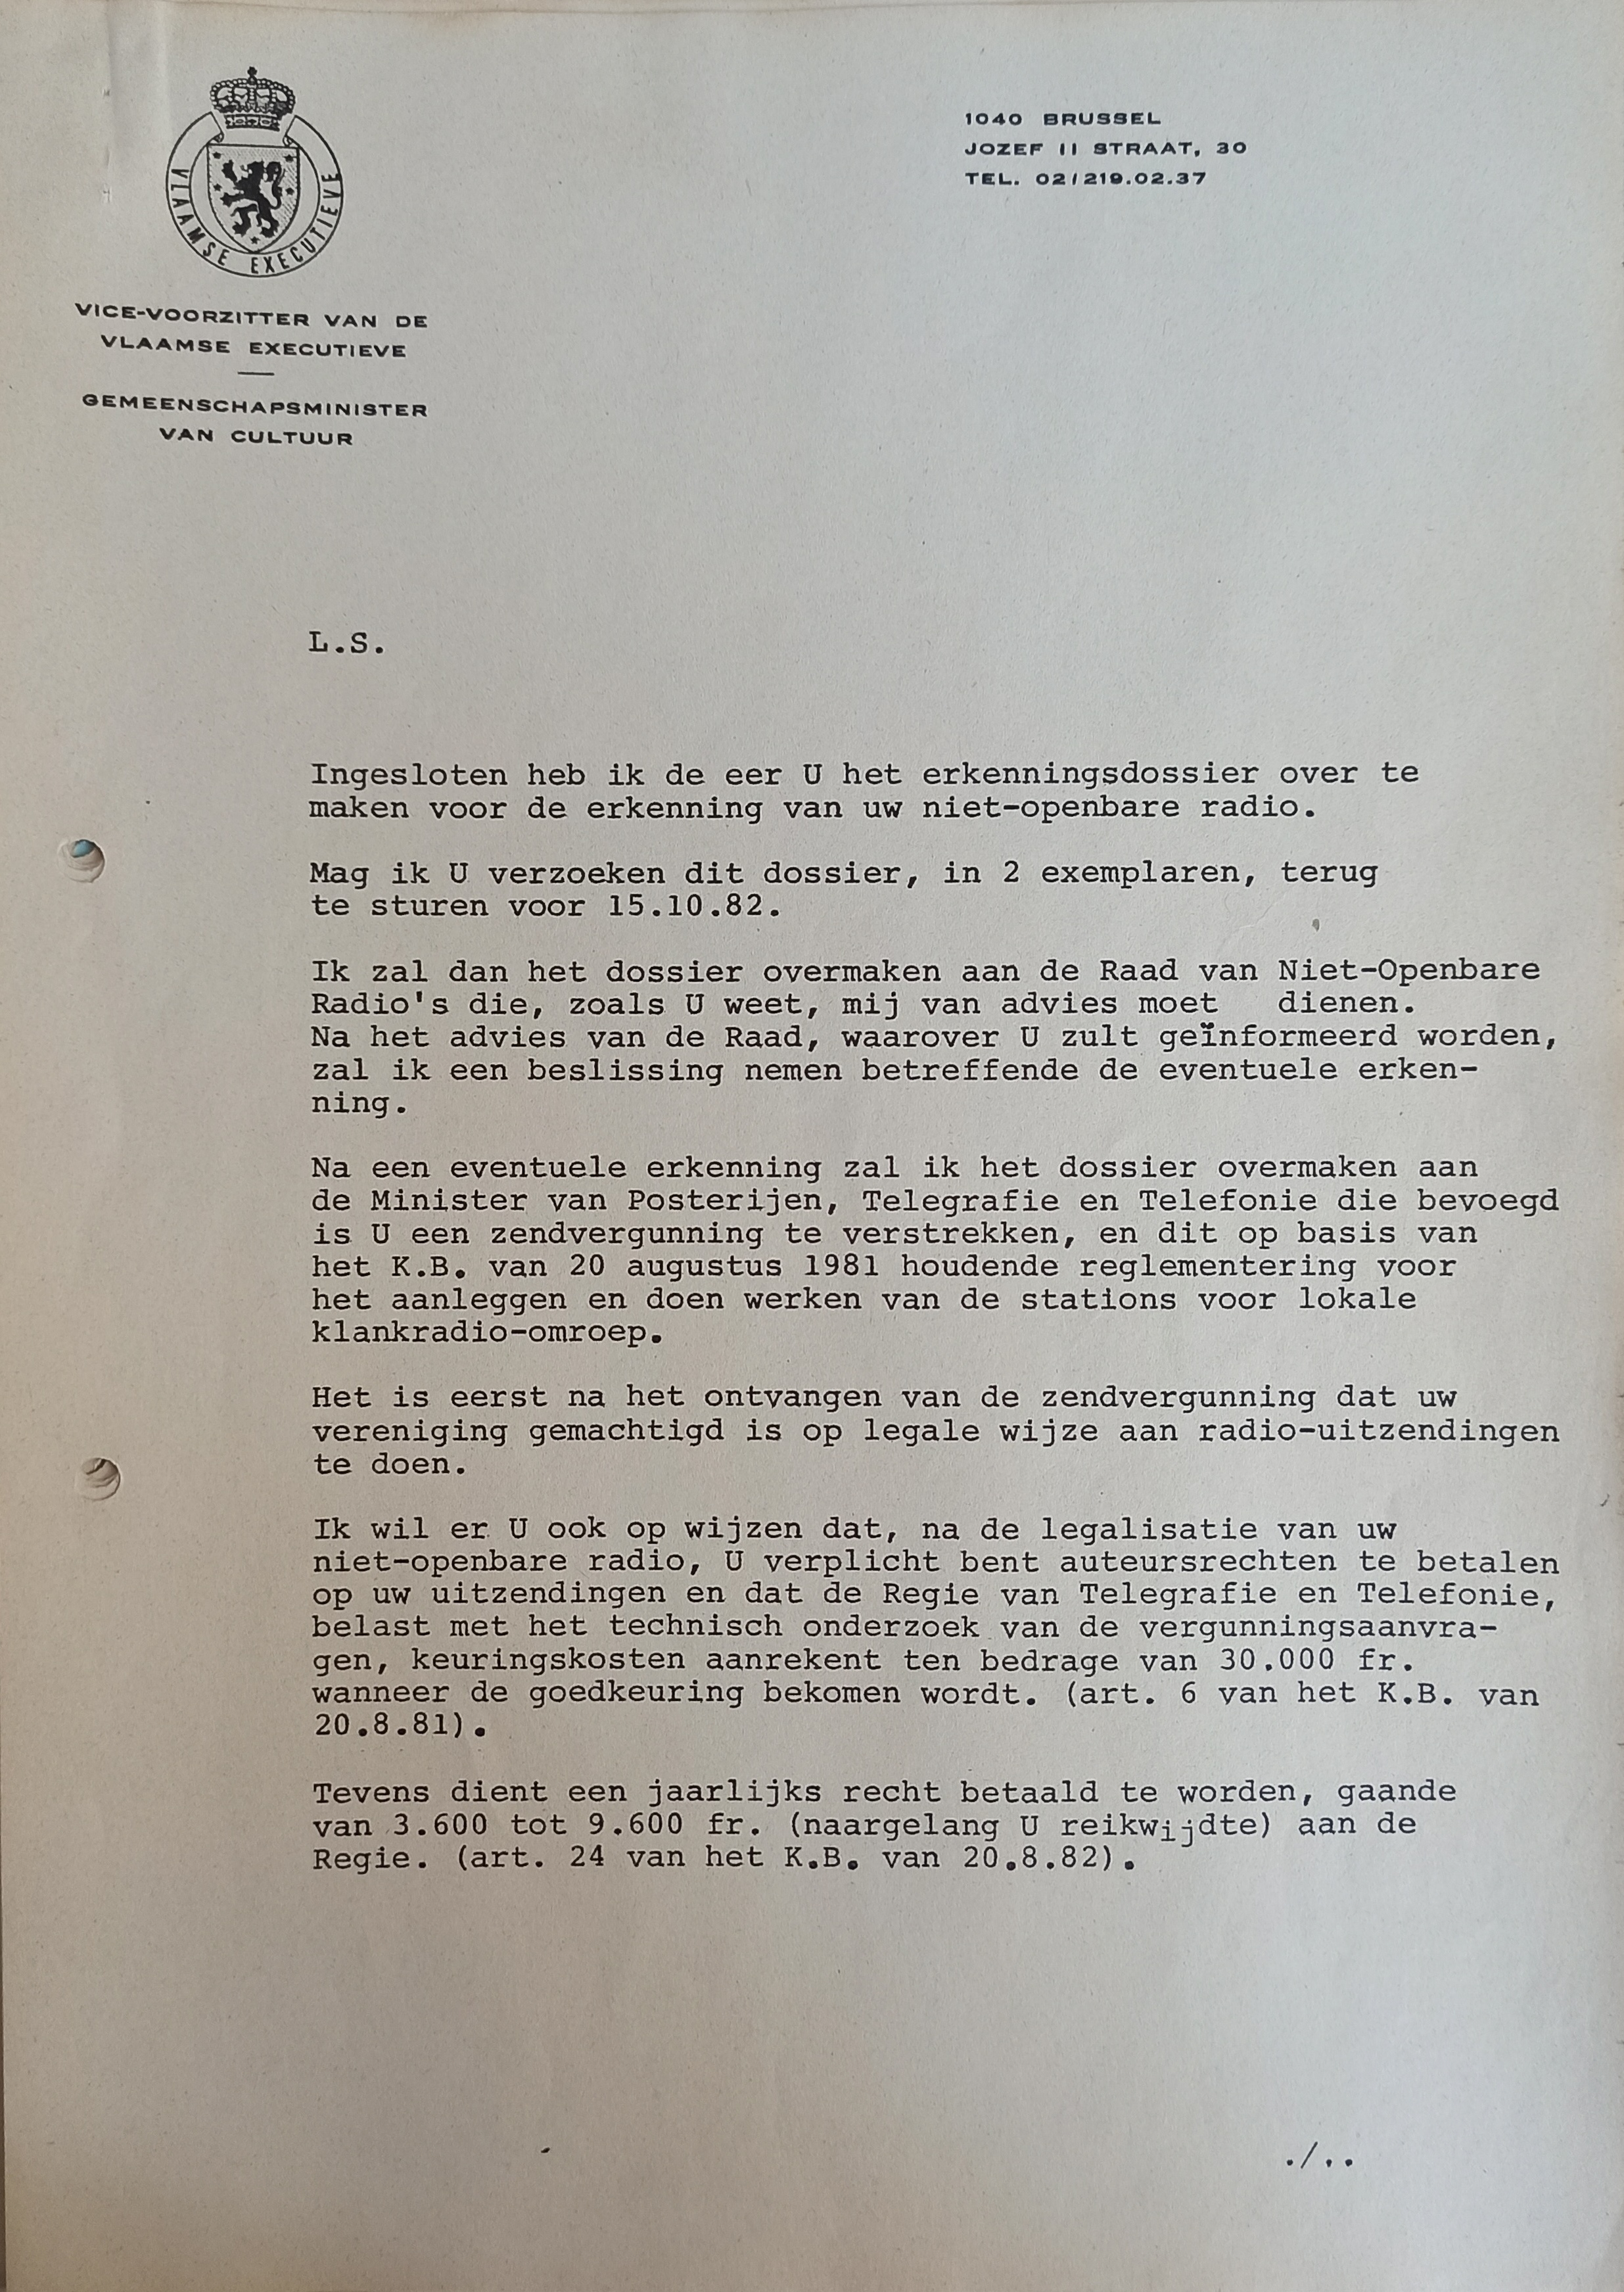 VLAAMSE EXECUTIEVE
1040 BRUSSEL
JOZEF II STRAAT, 30
TEL. 02/219.02.37
VICE-VOORZITTER VAN DE
VLAAMSE EXECUTIEVE
GEMEENSCHAPSMINISTER
VAN CULTUUR
L.S.
Ingesloten heb ik de eer U het erkenningsdossier over te
maken voor de erkenning van uw niet-openbare radio.
Mag ik U verzoeken dit dossier, in 2 exemplaren, terug
te sturen voor 15.10.82.
Ik zal dan het dossier overmaken aan de Raad van Niet-Openbare
Radio's die, zoals U weet, mij van advies moet dienen.
Na het advies van de Raad, waarover U zult geïnformeerd worden,
zal ik een beslissing nemen betreffende de eventuele erken-
ning.
Na een eventuele erkenning zal ik het dossier overmaken aan
de Minister van Posterijen, Telegrafie en Telefonie die bevoegd
is U een zendvergunning te verstrekken, en dit op basis van
het K.B. van 20 augustus 1981 houdende reglementering voor
het aanleggen en doen werken van de stations voor lokale
klankradio-omroep.
Het is eerst na het ontvangen van de zendvergunning dat uw
vereniging gemachtigd is op legale wijze aan radio-uitzendingen
te doen.
Ik wil er U ook op wijzen dat, na de legalisatie van uw
niet-openbare radio, U verplicht bent auteursrechten te betalen
op uw uitzendingen en dat de Regie van Telegrafie en Telefonie,
belast met het technisch onderzoek van de vergunningsaanvra-
gen, keuringskosten aanrekent ten bedrage van 30.000 fr.
wanneer de goedkeuring bekomen wordt. (art. 6 van het K.B. van
20.8.81).
Tevens dient een jaarlijks recht betaald te worden, gaande
van 3.600 tot 9.600 fr. (naargelang U reikwijdte) aan de
Regie. (art. 24 van het K.B. van 20.8.82).
./..